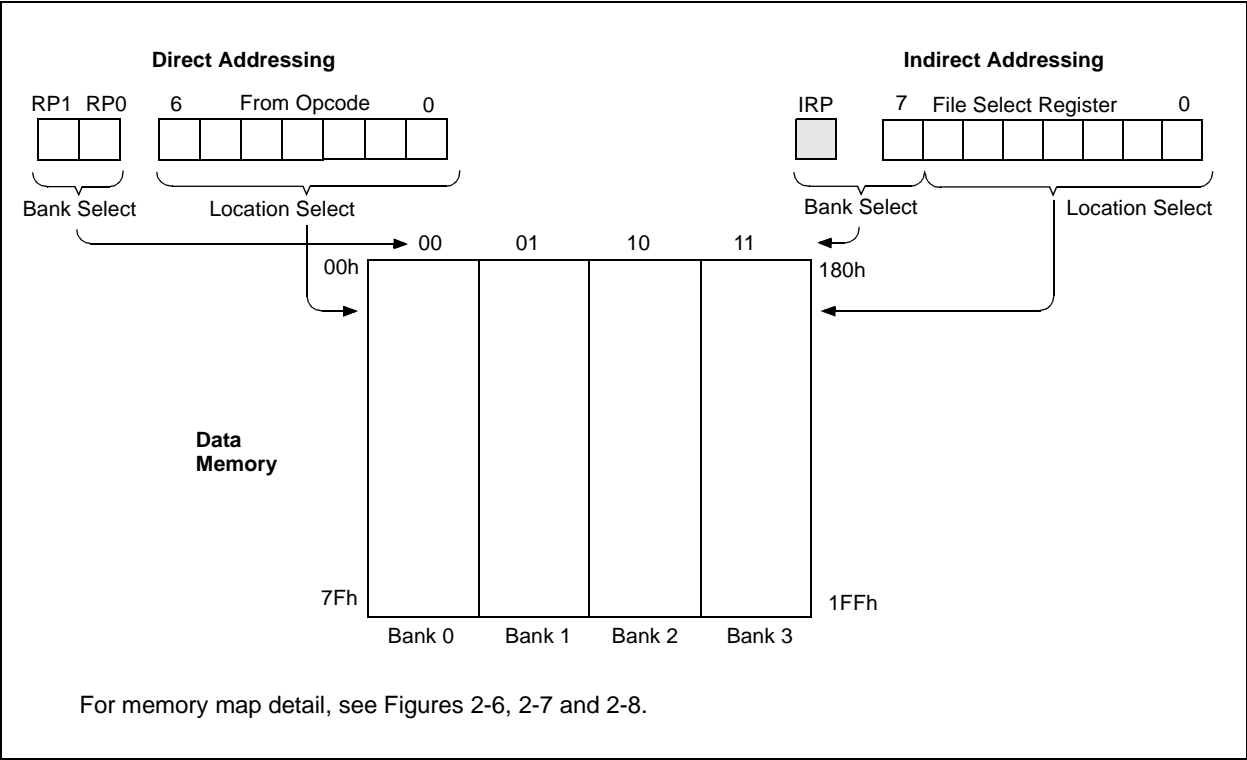 Direct Addressing
Indirect Addressing
RP1 RP0 6 From Opcode 0
IRP 7 File Select Register 0
Bank Select Location Select
Bank Select Location Select
00 01 10 11
00h 180h
Data
Memory
7Fh 1FFh
Bank 0 Bank 1 Bank 2 Bank 3
For memory map detail, see Figures 2-6, 2-7 and 2-8.